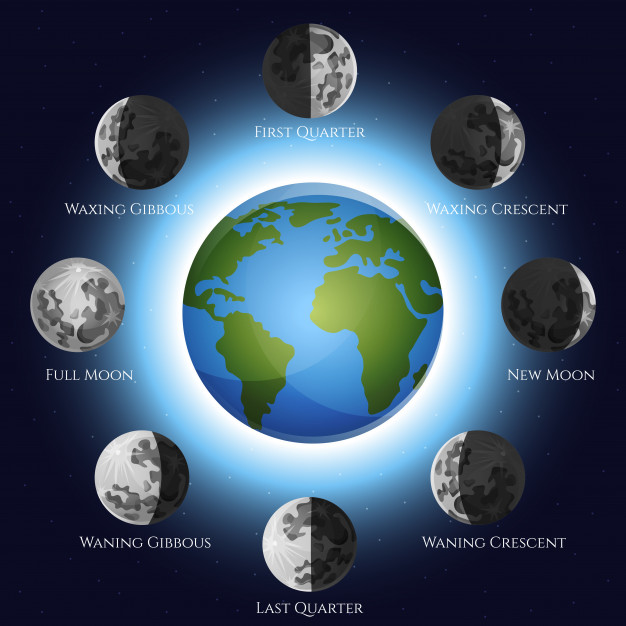 First Quarter
Waxing Gibbous
Waxing Crescent
Full Moon
New Moon
Waning Gibbous
Waning Crescent
Last Quarter